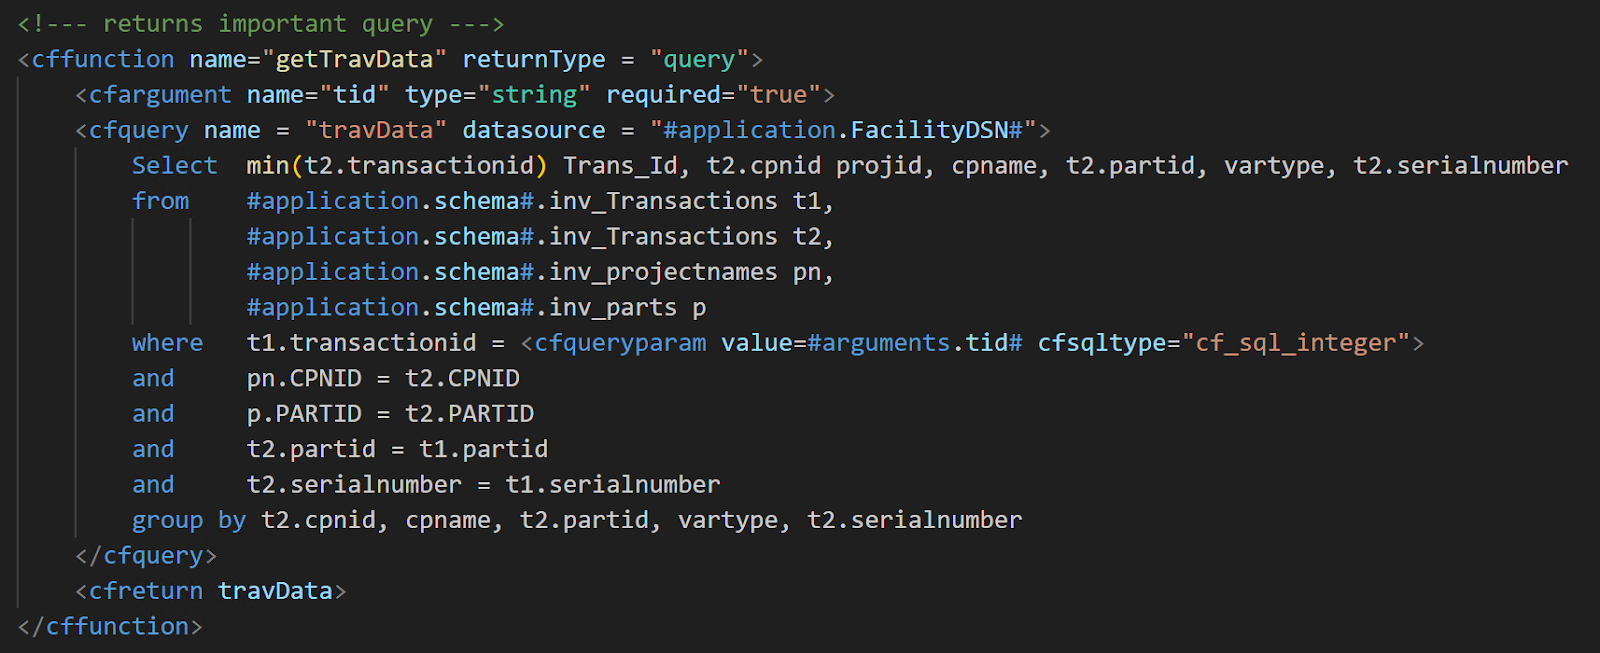 <!--- returns important query --->
<cffunction name="getTravData" returnType = "query">
<cfargument name="tid" type="string" required="true">
<cfquery name = "travData" datasource = "#application.FacilityDSN#">
Select  min(t2.transactionid) Trans_Id, t2.cpnid projid, cpname, t2.partid, vartype, t2.serialnumber
from    #application.schema#.inv_Transactions t1,
#application.schema#.inv_Transactions t2,
#application.schema#.inv_projectnames pn,
#application.schema#.inv_parts p
where   t1.transactionid = <cfqueryparam value=#arguments.tid# cfsqltype="cf_sql_integer">
and     pn.CPNID = t2.CPNID
and     p.PARTID = t2.PARTID
and     t2.partid = t1.partid
and     t2.serialnumber = t1.serialnumber
group by t2.cpnid, cpname, t2.partid, vartype, t2.serialnumber
</cfquery>
<cfreturn travData>
</cffunction>